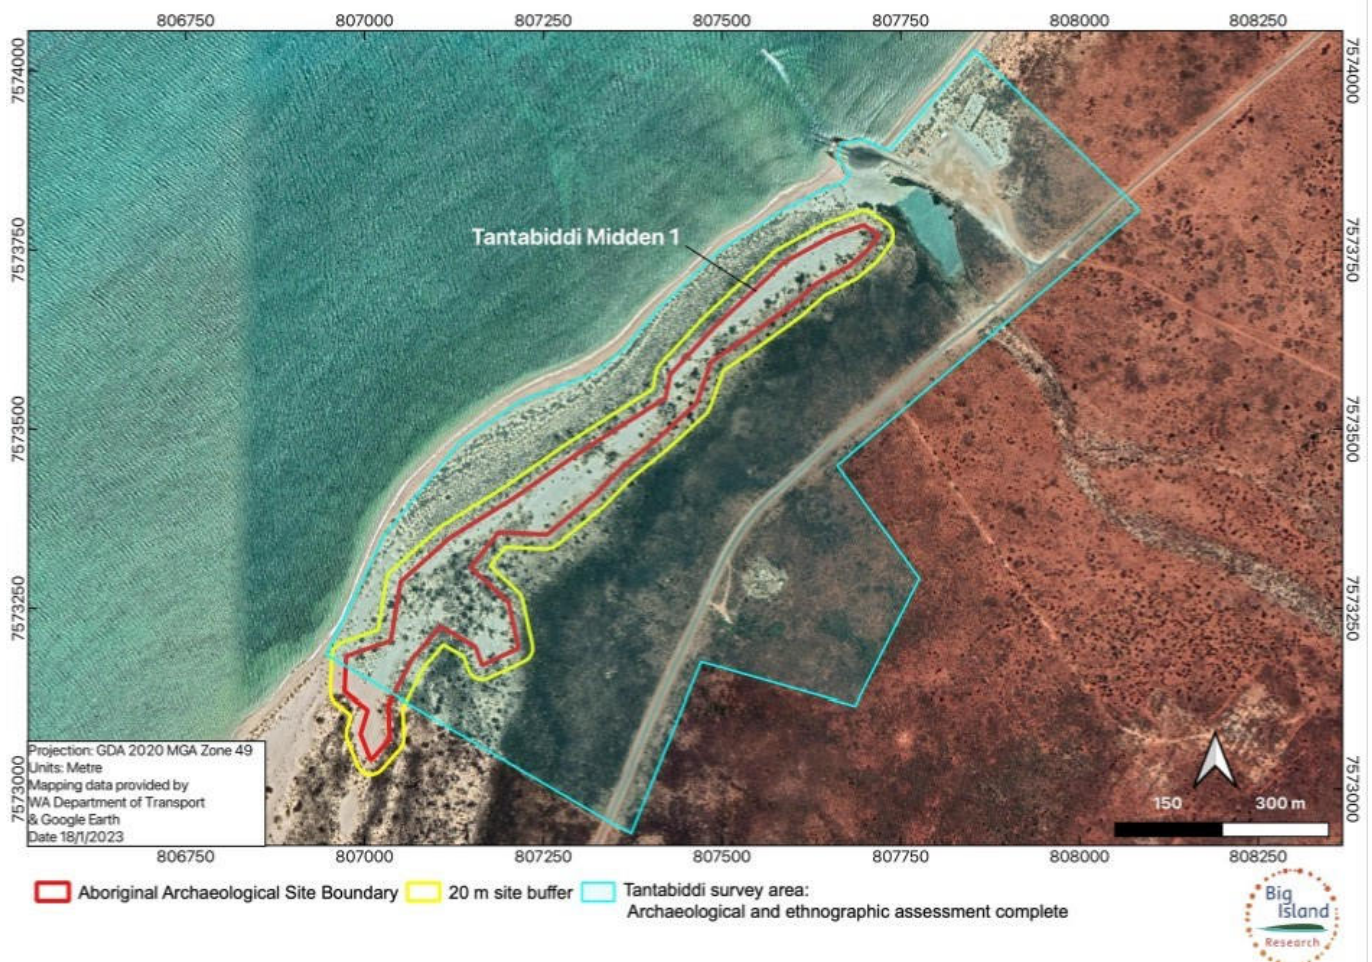 806750 807000 807250 807500 807750 808000 808250
7574000 7574000
Tantabiddi Midden 1
7573750 7573750
7573500 7573500
7573250 7573250
7573000 7573000
Projection: GDA 2020 MGA Zone 49
Units: Metre
Mapping data provided by
WA Department of Transport
& Google Earth
Date 18/1/2023
150 300 m
806750 807000 807250 807500 807750 808000 808250
Aboriginal Archaeological Site Boundary 20 m site buffer Tantabiddi survey area:
Archaeological and ethnographic assessment complete
Big
Island
Research